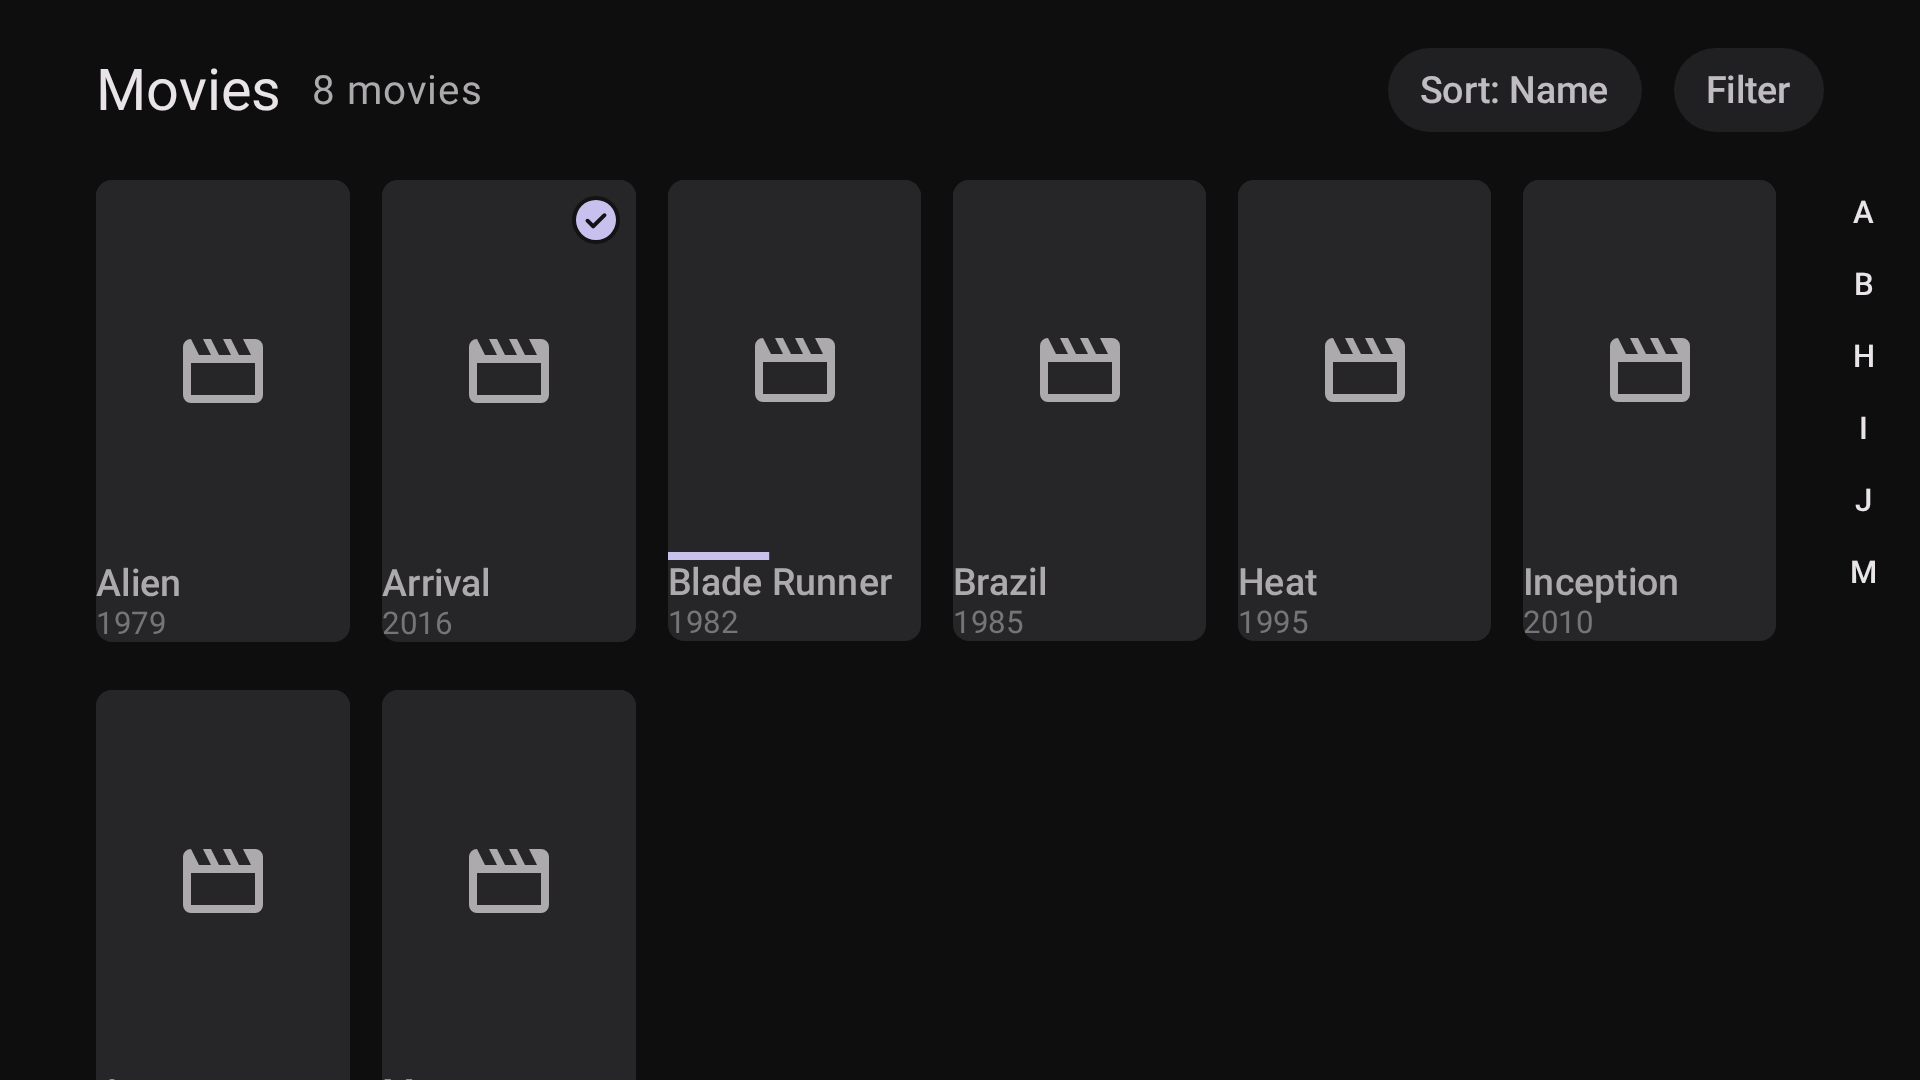 Movies 8 movies
Sort: Name
Filter
Alien
1979
Arrival
2016
Blade Runner
1982
Brazil
1985
Heat
1995
Inception
2010
A
B
H
I
J
M